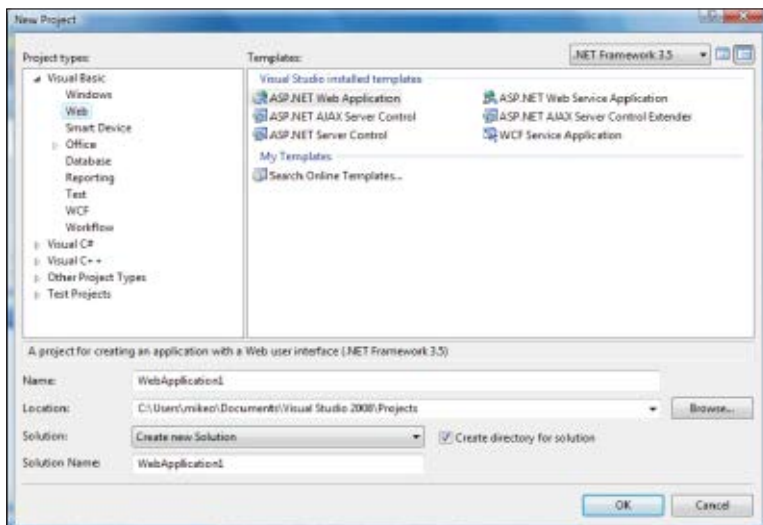 New Project
Project types:
Templates:
.NET Framework 3.5
Visual Basic
Windows
Web
Smart Device
Office
Database
Reporting
Test
WCF
Workflow
Visual C#
Visual C++
Other Project Types
Test Projects
Visual Studio installed templates
ASP.NET Web Application
ASP.NET Web Service Application
ASP.NET AJAX Server Control
ASP.NET AJAX Server Control Extender
ASP.NET Server Control
WCF Service Application
My Templates
Search Online Templates...
A project for creating an application with a Web user interface (.NET Framework 3.5)
Name:
WebApplication1
Location:
C:\Users\mikeo\Documents\Visual Studio 2008\Projects
Browse...
Solution:
Create new Solution
Create directory for solution
Solution Name:
WebApplication1
OK
Cancel